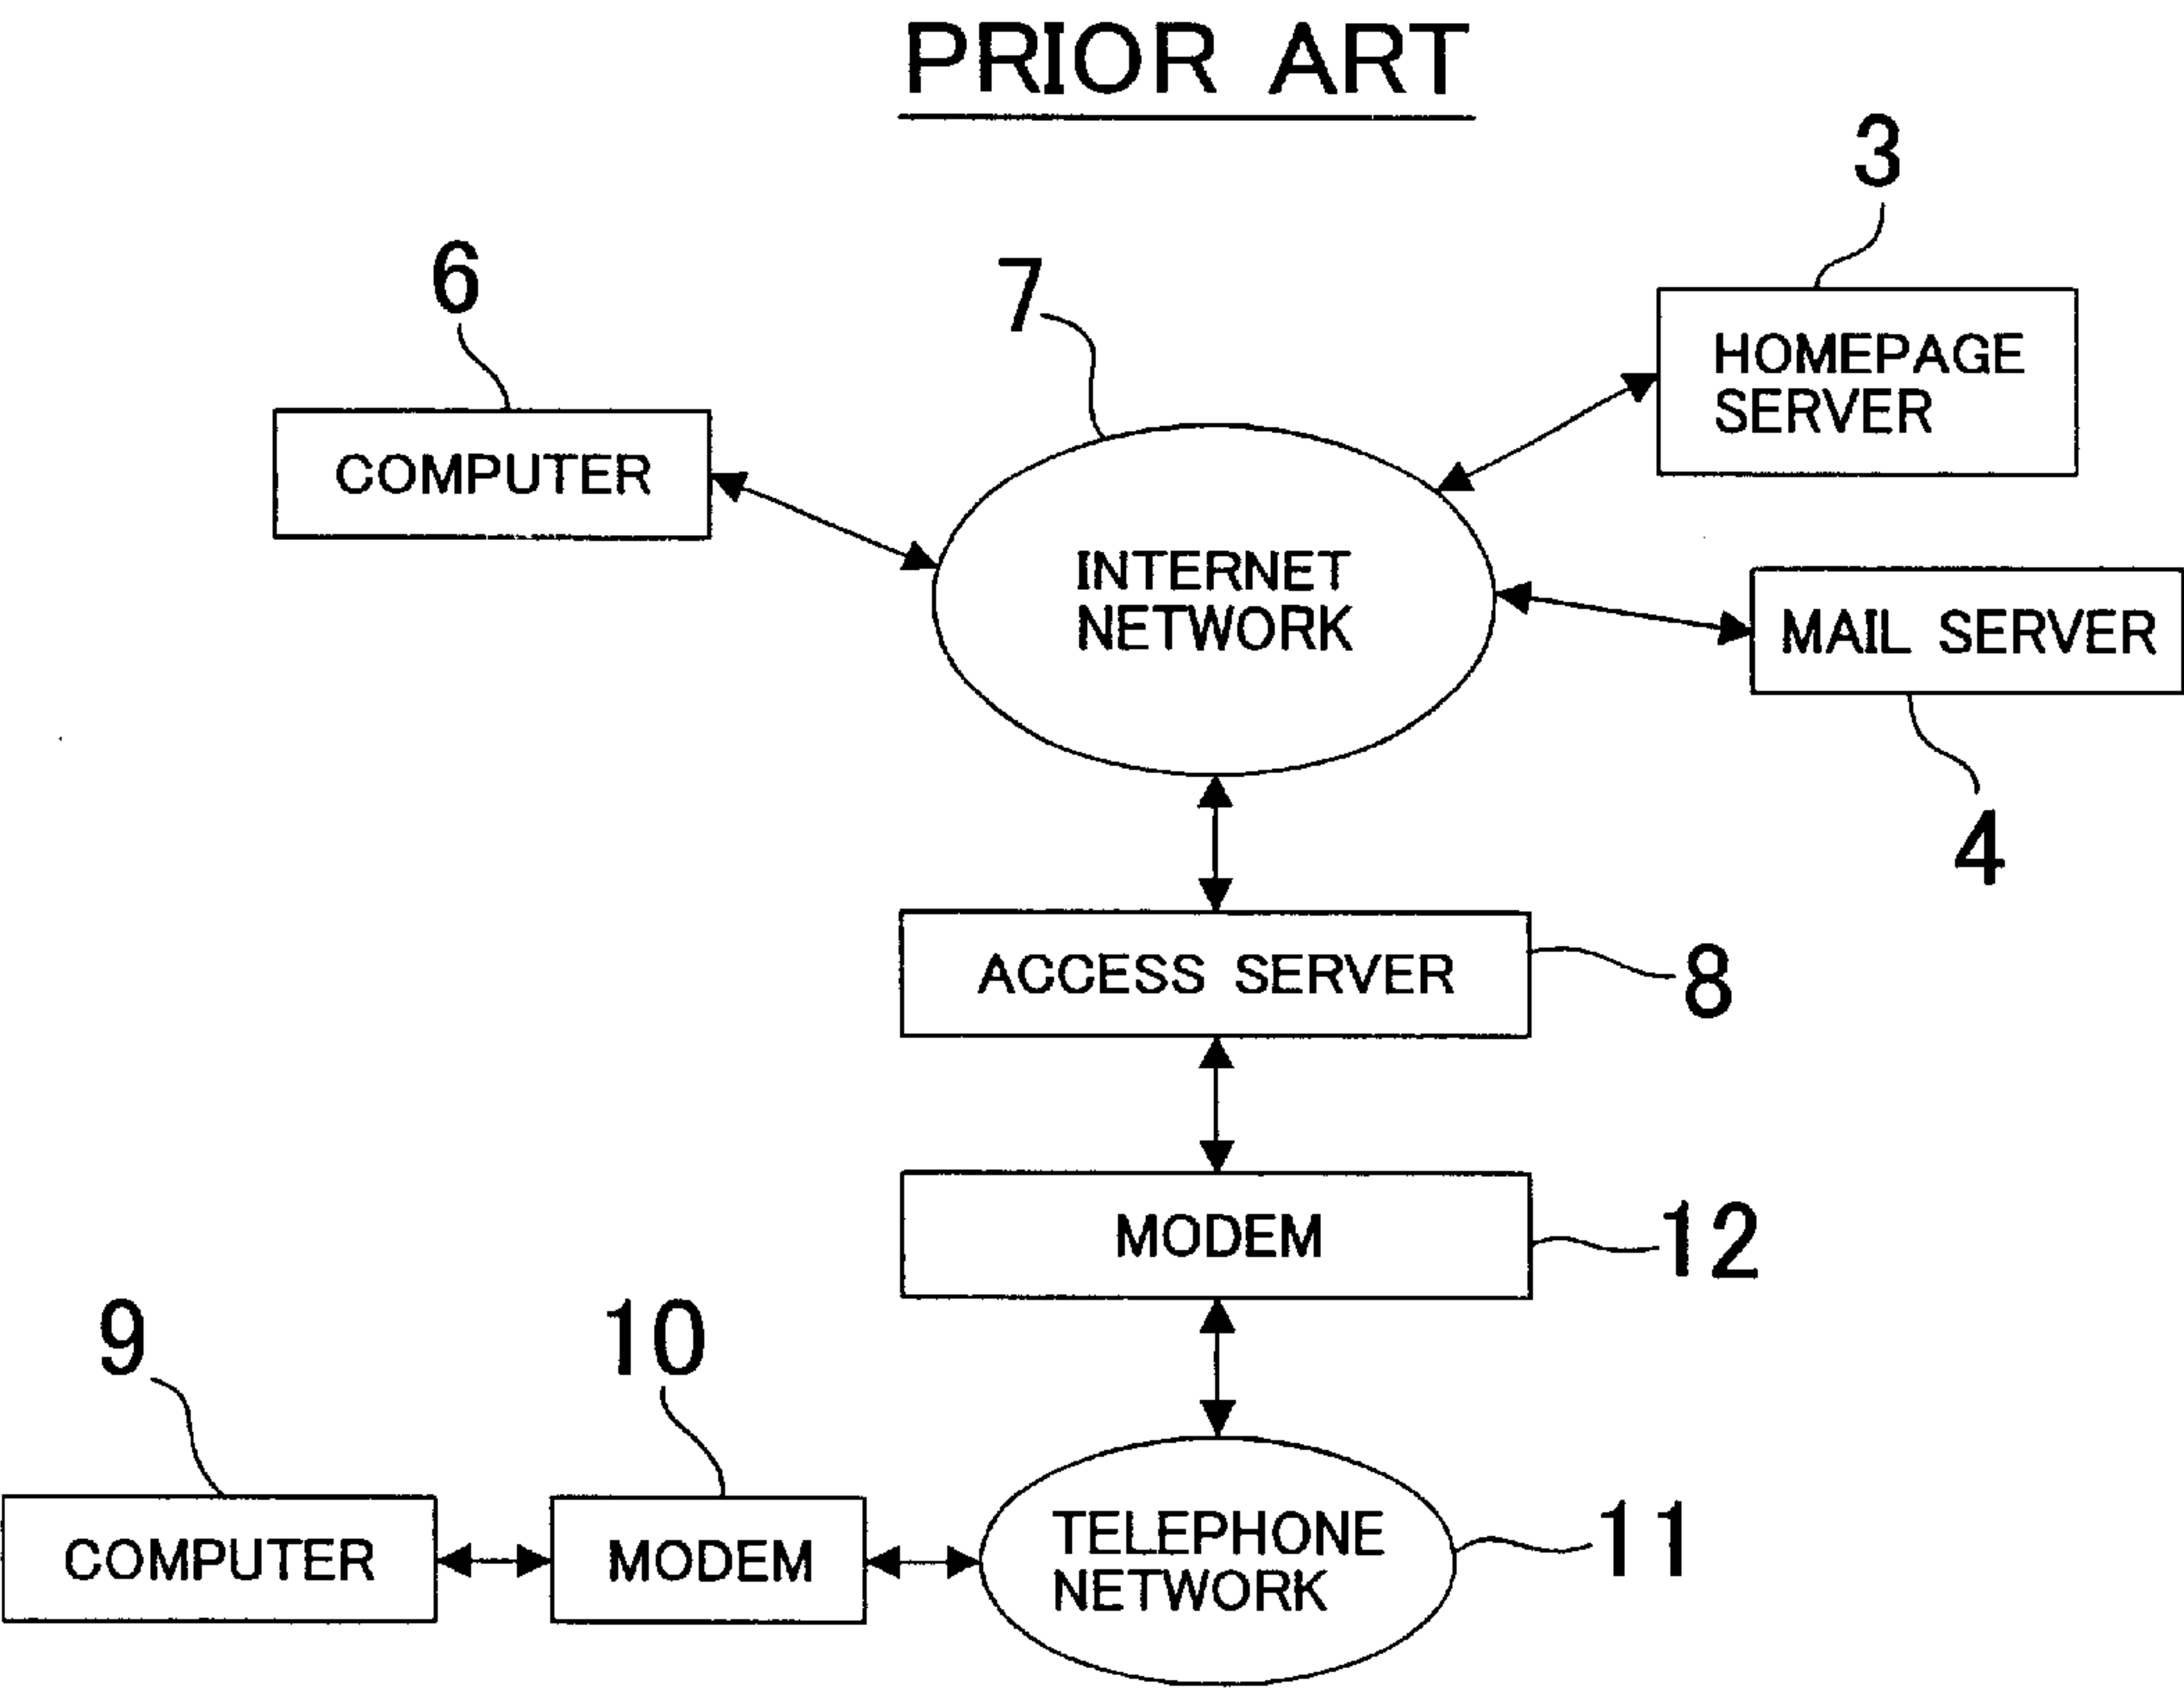 PRIOR ART
3
6
7
HOMEPAGE
SERVER
COMPUTER
INTERNET
NETWORK
MAIL SERVER
4
ACCESS SERVER
8
MODEM
12
9
10
COMPUTER
MODEM
TELEPHONE
NETWORK
11